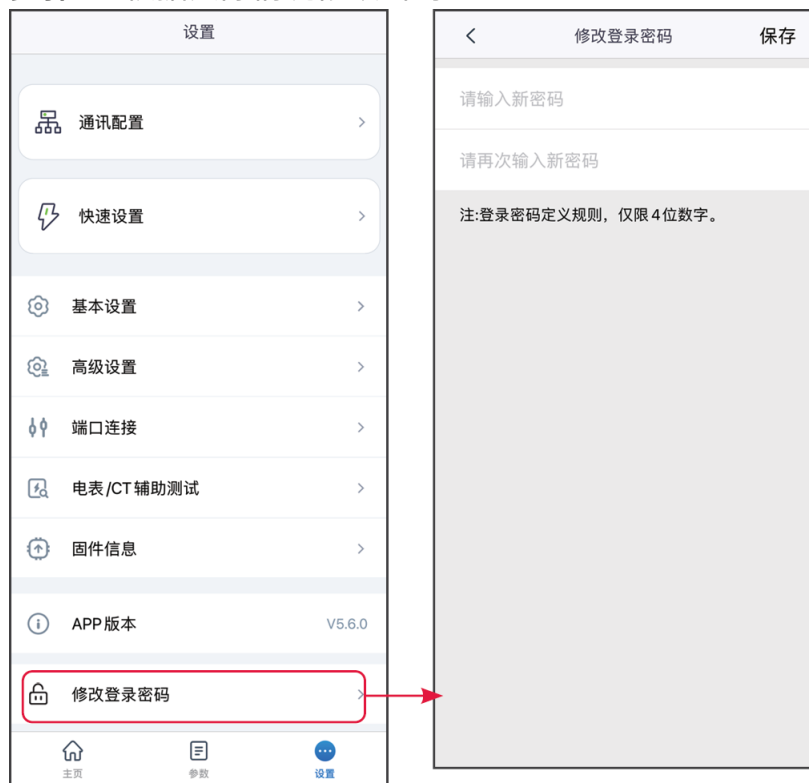 设置
通讯配置
快速设置
基本设置
高级设置
端口连接
电表/CT辅助测试
固件信息
APP版本 V5.6.0
修改登录密码
主页 参数 设置
修改登录密码 保存
请输入新密码
请再次输入新密码
注:登录密码定义规则，仅限4位数字。